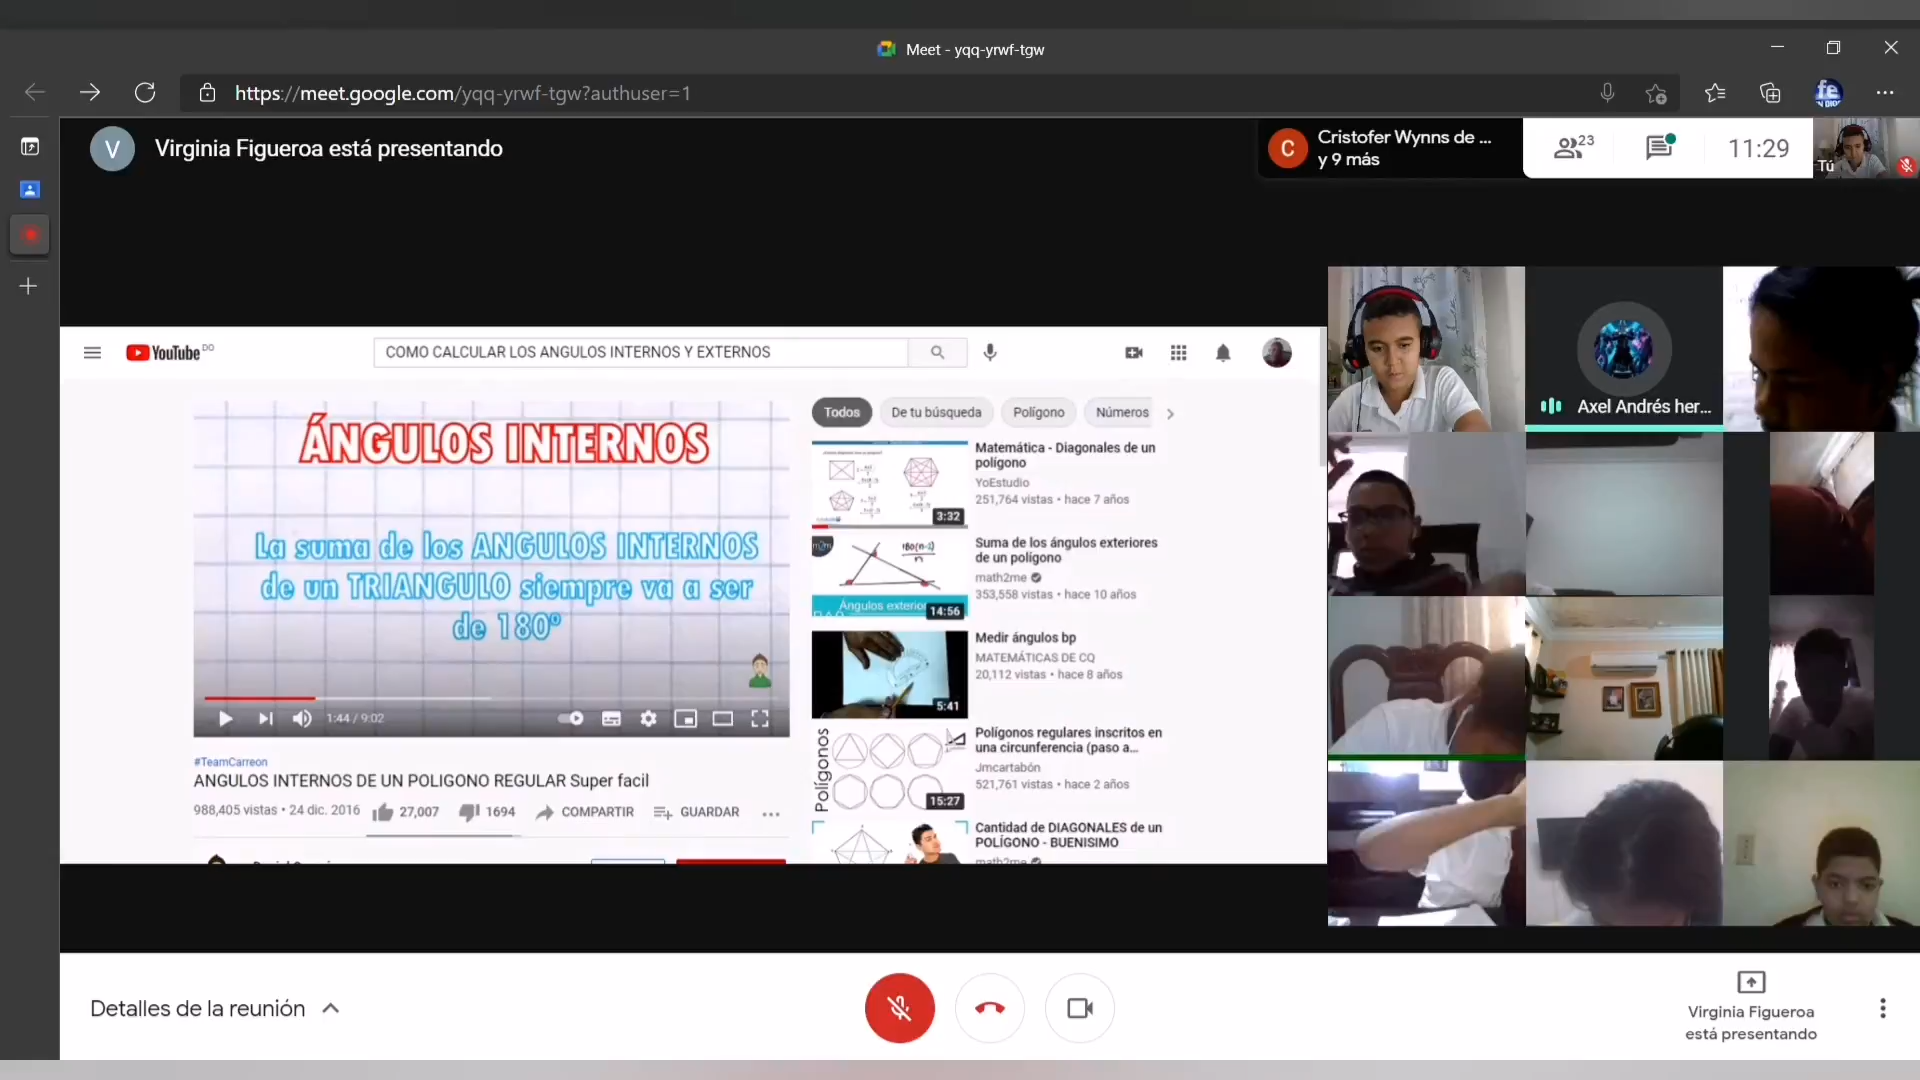 Meet - yqq-yrwf-tgw
https://meet.google.com/yqq-yrwf-tgw?authuser=1
V
Virginia Figueroa está presentando
C
Cristofer Wynns de ...
y 9 más
23
11:29
Tú
YouTube DO
COMO CALCULAR LOS ANGULOS INTERNOS Y EXTERNOS
Axel Andrés her...
ÁNGULOS INTERNOS
La suma de los ANGULOS INTERNOS
de un TRIANGULO siempre va a ser
de 180º
1:44 / 9:02
#TeamCarreon
ANGULOS INTERNOS DE UN POLIGONO REGULAR Super facil
988,405 vistas • 24 dic. 2016
27,007
1694
COMPARTIR
GUARDAR
Todos
De tu búsqueda
Polígono
Números
3:32
Matemática - Diagonales de un
polígono
YoEstudio
251,764 vistas • hace 7 años
180(n-2)
n
Ángulos exterio
14:56
Suma de los ángulos exteriores
de un polígono
math2me
353,558 vistas • hace 10 años
5:41
Medir ángulos bp
MATEMÁTICAS DE CQ
20,112 vistas • hace 8 años
Polígonos
15:27
Polígonos regulares inscritos en
una circunferencia (paso a...
Jmcartabón
521,761 vistas • hace 2 años
Cantidad de DIAGONALES de un
POLÍGONO - BUENISIMO
math2me
Detalles de la reunión
Virginia Figueroa
está presentando